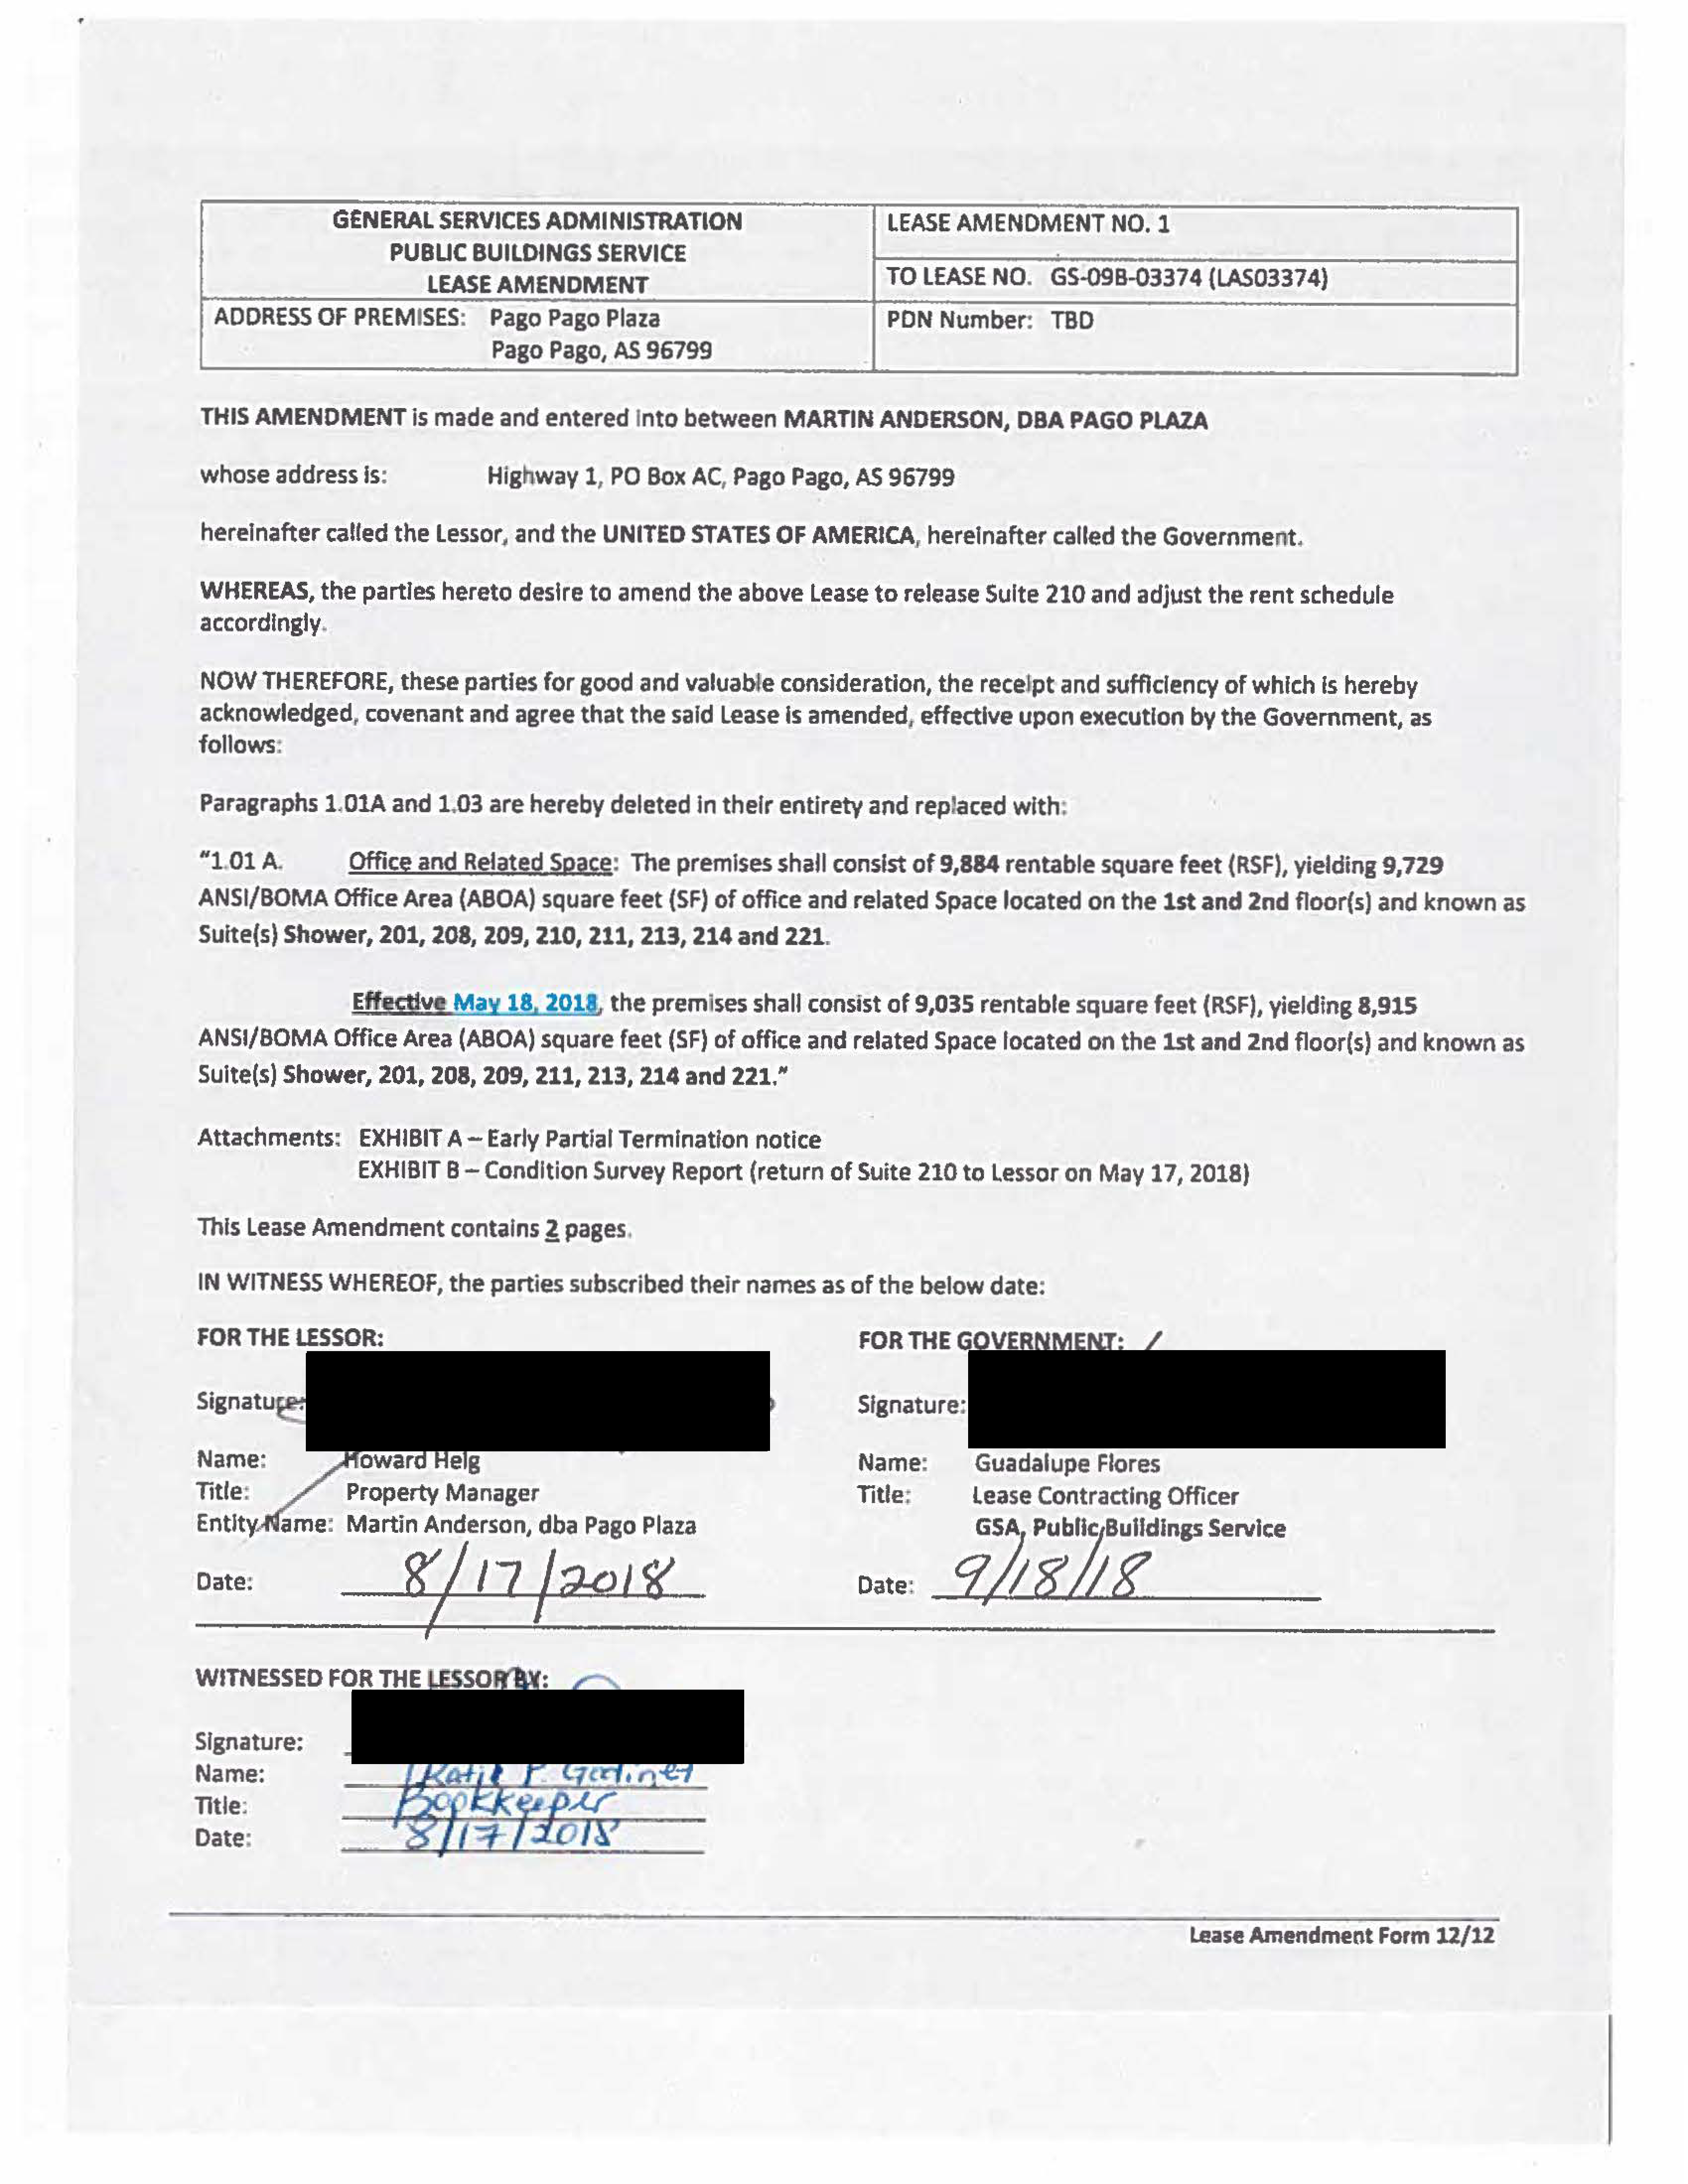 GENERAL SERVICES ADMINISTRATION
PUBLIC BUILDINGS SERVICE
LEASE AMENDMENT
LEASE AMENDMENT NO. 1
TO LEASE NO. GS-09B-03374 (LAS03374)
ADDRESS OF PREMISES: Pago Pago Plaza
Pago Pago, AS 96799
PDN Number: TBD
THIS AMENDMENT is made and entered into between MARTIN ANDERSON, DBA PAGO PLAZA
whose address is: Highway 1, PO Box AC, Pago Pago, AS 96799
hereinafter called the Lessor, and the UNITED STATES OF AMERICA, hereinafter called the Government.
WHEREAS, the parties hereto desire to amend the above Lease to release Suite 210 and adjust the rent schedule
accordingly.
NOW THEREFORE, these parties for good and valuable consideration, the receipt and sufficiency of which is hereby
acknowledged, covenant and agree that the said Lease is amended, effective upon execution by the Government, as
follows:
Paragraphs 1.01A and 1.03 are hereby deleted in their entirety and replaced with:
"1.01 A. Office and Related Space: The premises shall consist of 9,884 rentable square feet (RSF), yielding 9,729
ANSI/BOMA Office Area (ABOA) square feet (SF) of office and related Space located on the 1st and 2nd floor(s) and known as
Suite(s) Shower, 201, 208, 209, 210, 211, 213, 214 and 221.
Effective May 18, 2018, the premises shall consist of 9,035 rentable square feet (RSF), yielding 8,915
ANSI/BOMA Office Area (ABOA) square feet (SF) of office and related Space located on the 1st and 2nd floor(s) and known as
Suite(s) Shower, 201, 208, 209, 211, 213, 214 and 221."
Attachments: EXHIBIT A – Early Partial Termination notice
EXHIBIT B – Condition Survey Report (return of Suite 210 to Lessor on May 17, 2018)
This Lease Amendment contains 2 pages.
IN WITNESS WHEREOF, the parties subscribed their names as of the below date:
FOR THE LESSOR:
Signature:
Name: Howard Helg
Title: Property Manager
Entity Name: Martin Anderson, dba Pago Plaza
Date: 8/17/2018
FOR THE GOVERNMENT:
Signature:
Name: Guadalupe Flores
Title: Lease Contracting Officer
GSA, Public Buildings Service
Date: 9/18/18
WITNESSED FOR THE LESSOR BY:
Signature:
Name: Katie P. Godinet
Title: Bookkeeper
Date: 8/17/2018
Lease Amendment Form 12/12